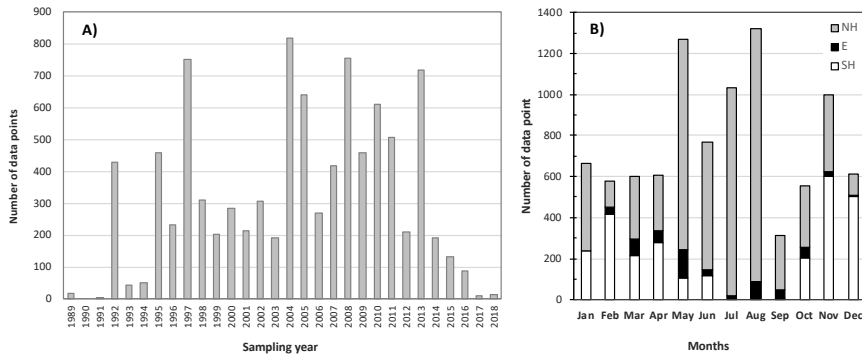 A)
Number of data points
900
800
700
600
500
400
300
200
100
0
1989 1990 1991 1992 1993 1994 1995 1996 1997 1998 1999 2000 2001 2002 2003 2004 2005 2006 2007 2008 2009 2010 2011 2012 2013 2014 2015 2016 2017 2018
Sampling year
B)
NH
E
SH
Number of data point
1400
1200
1000
800
600
400
200
0
Jan Feb Mar Apr May Jun Jul Aug Sep Oct Nov Dec
Months